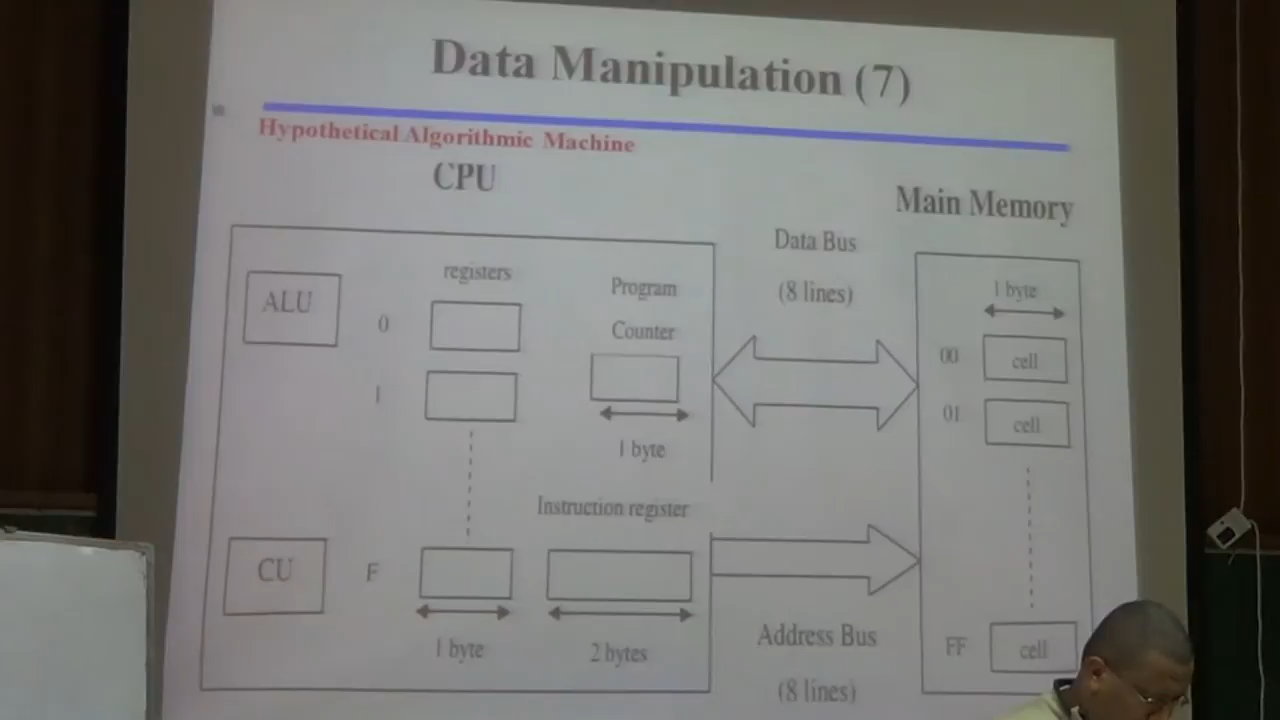 Data Manipulation (7)
Hypothetical Algorithmic Machine
CPU
Main Memory
Data Bus
(8 lines)
registers
Program
Counter
1 byte
ALU
0
1
1 byte
00
cell
01
cell
Instruction register
CU
F
1 byte
2 bytes
Address Bus
(8 lines)
FF
cell